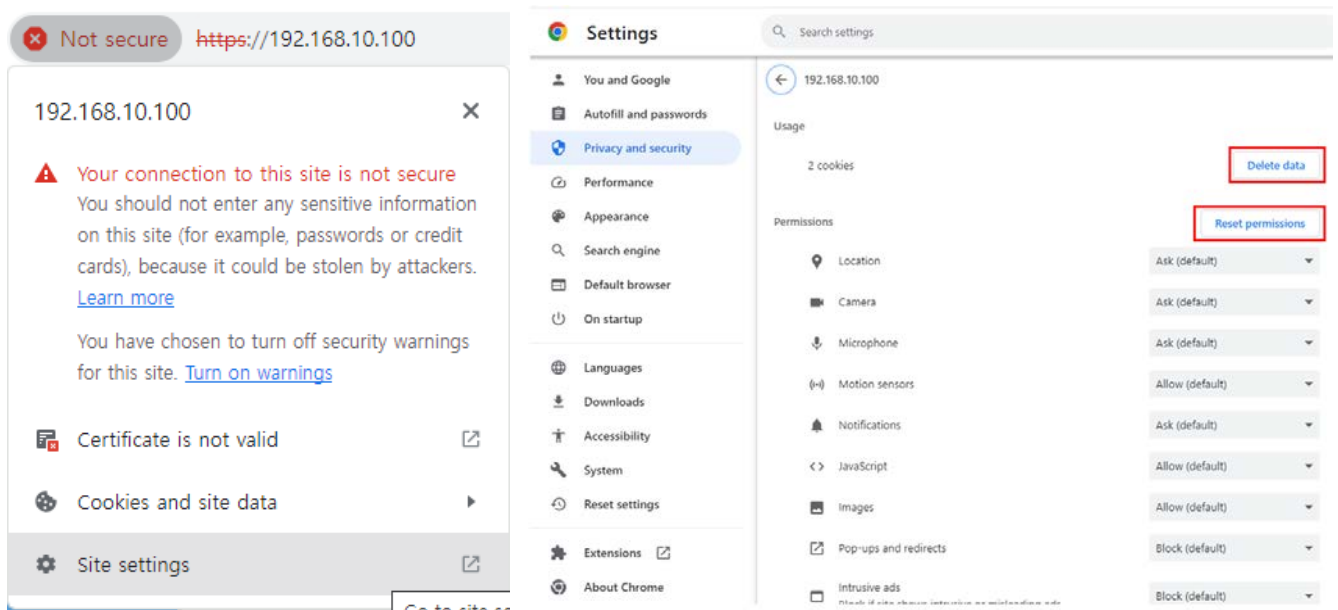 Not secure https://192.168.10.100
192.168.10.100
Your connection to this site is not secure
You should not enter any sensitive information
on this site (for example, passwords or credit
cards), because it could be stolen by attackers.
Learn more
You have chosen to turn off security warnings
for this site. Turn on warnings
Certificate is not valid
Cookies and site data
Site settings
Settings
Search settings
You and Google
Autofill and passwords
Privacy and security
Performance
Appearance
Search engine
Default browser
On startup
Languages
Downloads
Accessibility
System
Reset settings
Extensions
About Chrome
192.168.10.100
Usage
2 cookies Delete data
Permissions Reset permissions
Location Ask (default)
Camera Ask (default)
Microphone Ask (default)
Motion sensors Allow (default)
Notifications Ask (default)
JavaScript Allow (default)
Images Allow (default)
Pop-ups and redirects Block (default)
Intrusive ads Block (default)